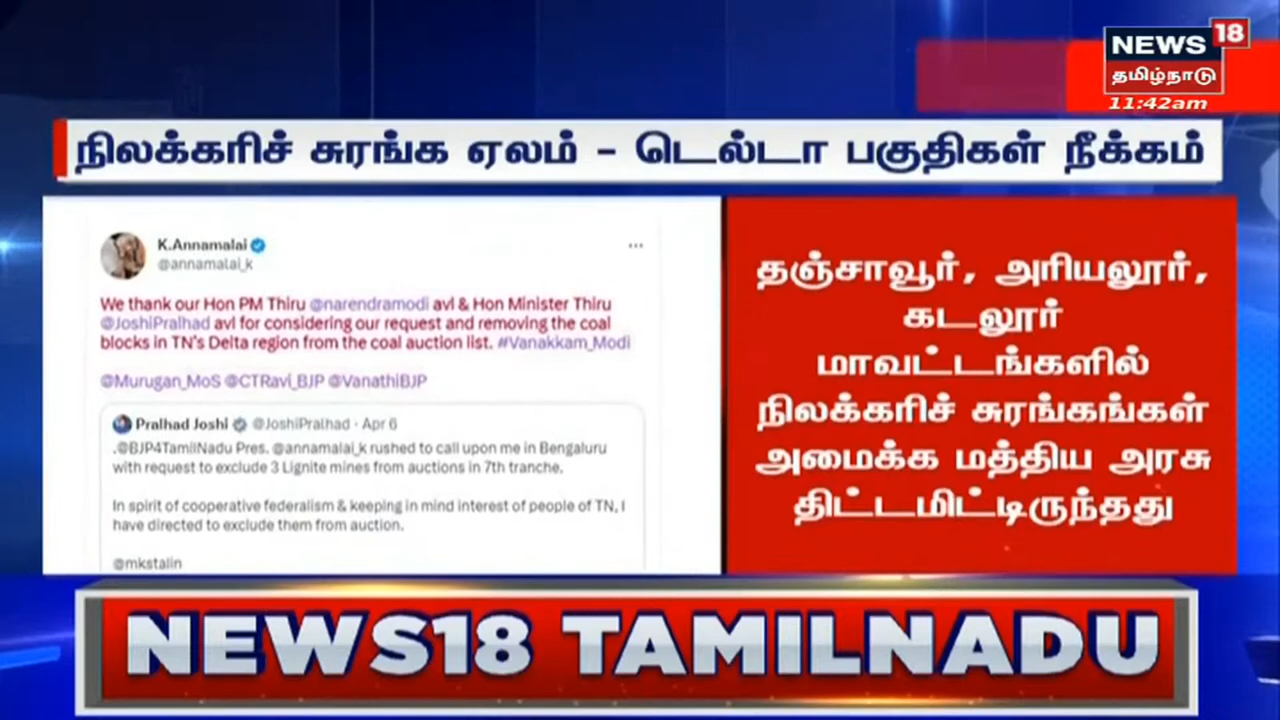 NEWS 18
தமிழ்நாடு
11:42am
நிலக்கரிச் சுரங்க ஏலம் - டெல்டா பகுதிகள் நீக்கம்
K.Annamalai
@annamalai_k
We thank our Hon PM Thiru @narendramodi avl & Hon Minister Thiru
@JoshiPralhad avl for considering our request and removing the coal
blocks in TN's Delta region from the coal auction list. #Vanakkam_Modi
@Murugan_MoS @CTRavi_BJP @VanathiBJP
Pralhad Joshi @JoshiPralhad · Apr 6
.@BJP4TamilNadu Pres. @annamalai_k rushed to call upon me in Bengaluru
with request to exclude 3 Lignite mines from auctions in 7th tranche.
In spirit of cooperative federalism & keeping in mind interest of people of TN, I
have directed to exclude them from auction.
@mkstalin
தஞ்சாவூர், அரியலூர்,
கடலூர்
மாவட்டங்களில்
நிலக்கரிச் சுரங்கங்கள்
அமைக்க மத்திய அரசு
திட்டமிட்டிருந்தது
NEWS18 TAMILNADU